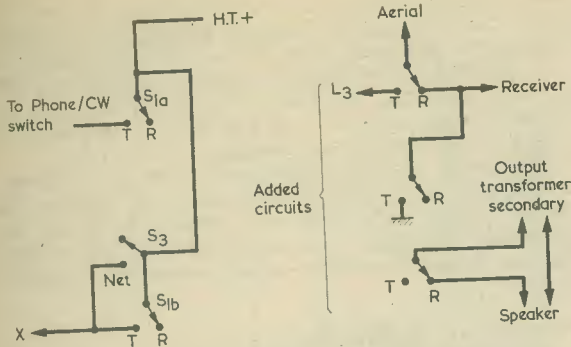 H.T.+
S1a
To Phone/CW
switch
T
R
S3
Net
S1b
X
T
R
Aerial
L3
T
R
Receiver
Added
circuits
T
R
Output
transformer
secondary
T
R
Speaker